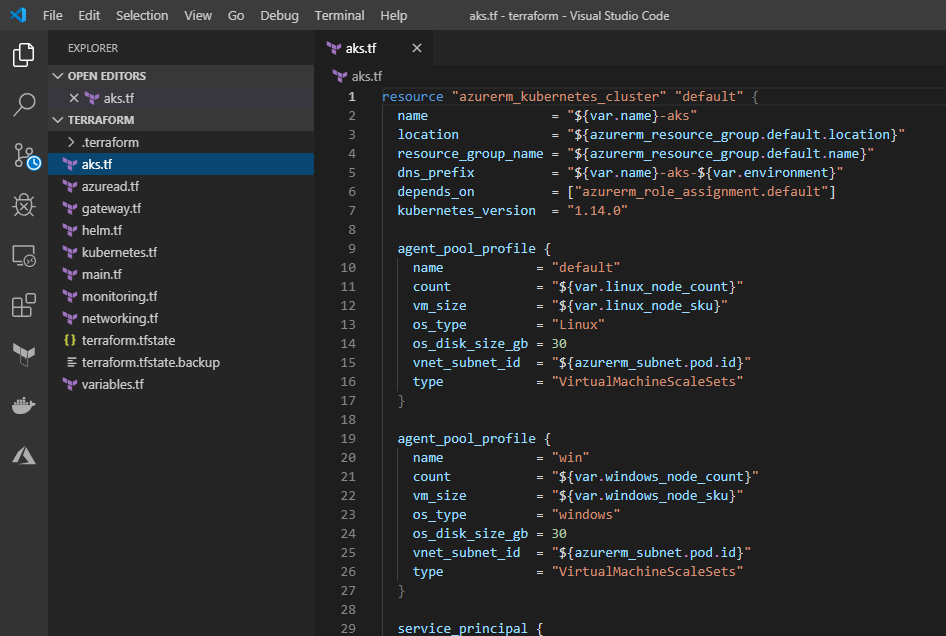 File Edit Selection View Go Debug Terminal Help aks.tf - terraform - Visual Studio Code
EXPLORER
OPEN EDITORS
aks.tf
TERRAFORM
.terraform
aks.tf
azuread.tf
gateway.tf
helm.tf
kubernetes.tf
main.tf
monitoring.tf
networking.tf
{} terraform.tfstate
terraform.tfstate.backup
variables.tf
aks.tf
aks.tf
1 resource "azurerm_kubernetes_cluster" "default" {
2   name                = "${var.name}-aks"
3   location            = "${azurerm_resource_group.default.location}"
4   resource_group_name = "${azurerm_resource_group.default.name}"
5   dns_prefix          = "${var.name}-aks-${var.environment}"
6   depends_on          = ["azurerm_role_assignment.default"]
7   kubernetes_version  = "1.14.0"
8
9   agent_pool_profile {
10     name            = "default"
11     count           = "${var.linux_node_count}"
12     vm_size         = "${var.linux_node_sku}"
13     os_type         = "Linux"
14     os_disk_size_gb = 30
15     vnet_subnet_id  = "${azurerm_subnet.pod.id}"
16     type            = "VirtualMachineScaleSets"
17   }
18
19   agent_pool_profile {
20     name            = "win"
21     count           = "${var.windows_node_count}"
22     vm_size         = "${var.windows_node_sku}"
23     os_type         = "windows"
24     os_disk_size_gb = 30
25     vnet_subnet_id  = "${azurerm_subnet.pod.id}"
26     type            = "VirtualMachineScaleSets"
27   }
28
29   service_principal {